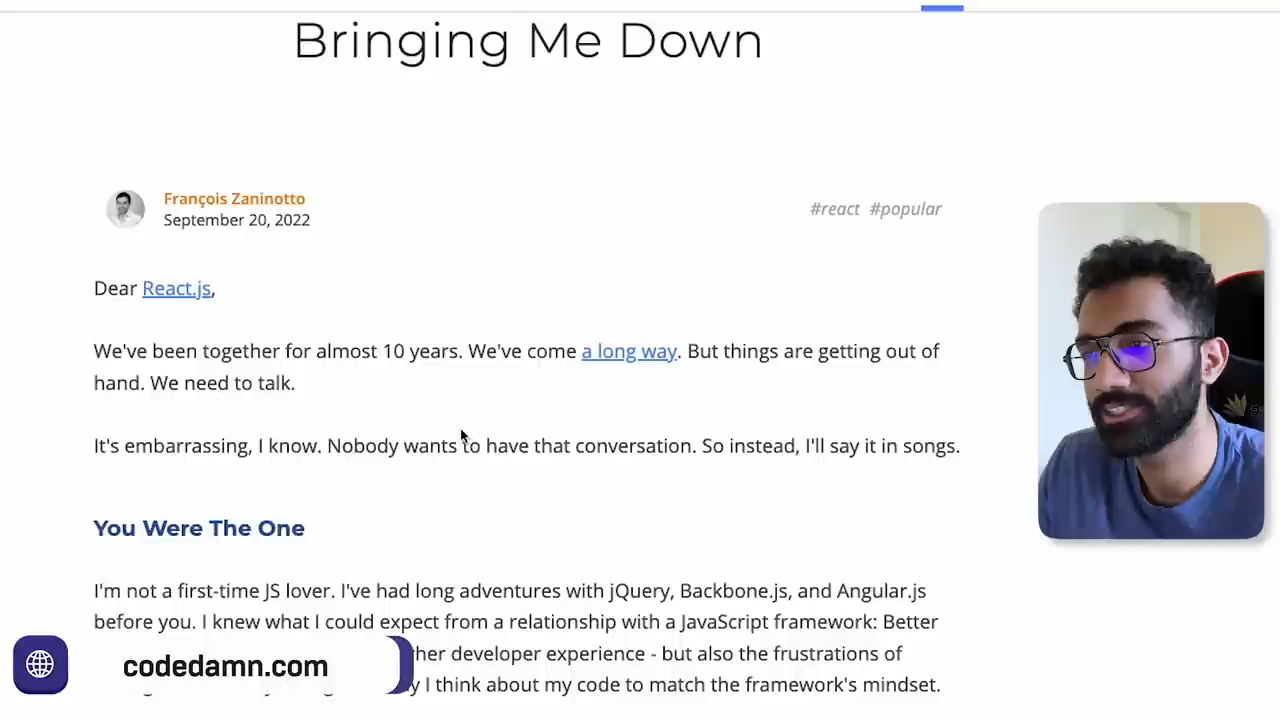 Bringing Me Down
François Zaninotto
September 20, 2022
#react #popular
Dear React.js,
We've been together for almost 10 years. We've come a long way. But things are getting out of
hand. We need to talk.
It's embarrassing, I know. Nobody wants to have that conversation. So instead, I'll say it in songs.
You Were The One
I'm not a first-time JS lover. I've had long adventures with jQuery, Backbone.js, and Angular.js
before you. I knew what I could expect from a relationship with a JavaScript framework: Better
developer experience - but also the frustrations of
I think about my code to match the framework's mindset.
codedamn.com